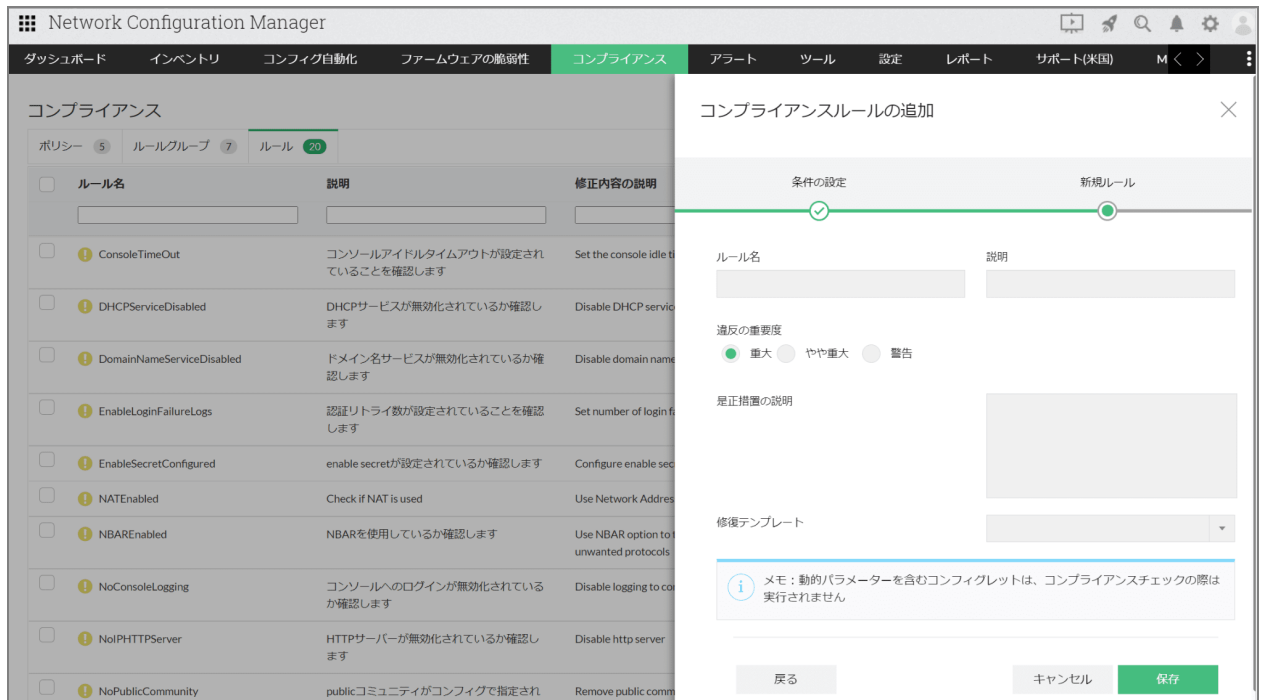 Network Configuration Manager
ダッシュボード インベントリ コンフィグ自動化 ファームウェアの脆弱性 コンプライアンス アラート ツール 設定 レポート サポート(米国) M
コンプライアンス
ポリシー 5 ルールグループ 7 ルール 20
ルール名 説明 修正内容の説明
ConsoleTimeOut コンソールアイドルタイムアウトが設定され Set the console idle ti
ていることを確認します
DHCPServiceDisabled DHCPサービスが無効化されているか確認し Disable DHCP servic
ます
DomainNameServiceDisabled ドメイン名サービスが無効化されているか確 Disable domain name
認します
EnableLoginFailureLogs 認証リトライ数が設定されていることを確認 Set number of login fa
します
EnableSecretConfigured enable secretが設定されているか確認します Configure enable sec
NATEnabled Check if NAT is used Use Network Addres
NBAREnabled NBARを使用しているか確認します Use NBAR option to t
unwanted protocols
NoConsoleLogging コンソールへのログインが無効化されている Disable logging to con
か確認します
NoIPHTTPServer HTTPサーバーが無効化されているか確認し Disable http server
ます
NoPublicCommunity publicコミュニティがコンフィグで指定され Remove public comm
コンプライアンスルールの追加
条件の設定 新規ルール
ルール名 説明
違反の重要度
重大 やや重大 警告
是正措置の説明
修復テンプレート
メモ：動的パラメーターを含むコンフィグレットは、コンプライアンスチェックの際は
実行されません
戻る キャンセル 保存